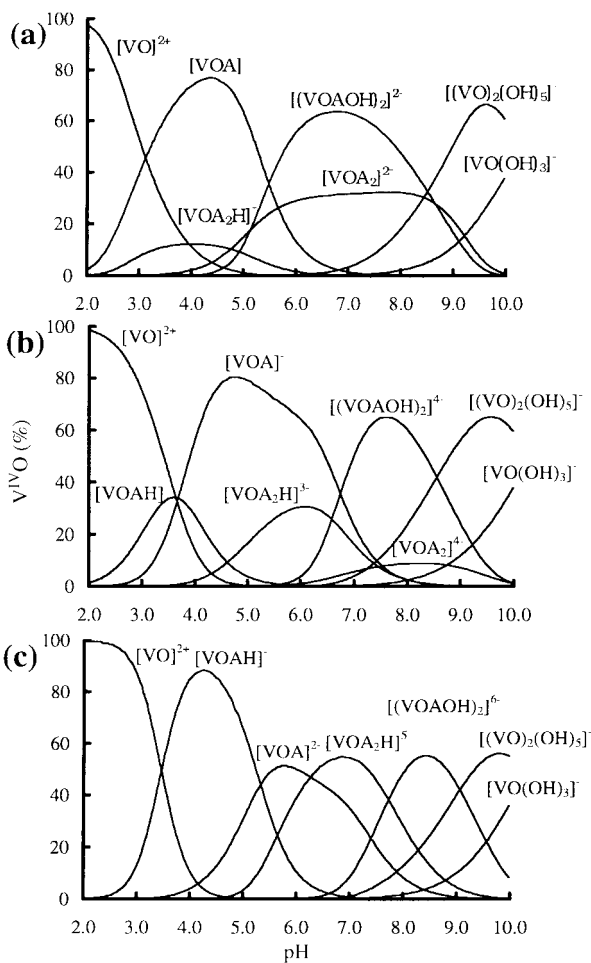 (a)
100
80
60
40
20
0
[VO]²⁺
[VOA]
[(VOAOH)₂]²⁻
[(VO)₂(OH)₅]⁻
[VO(OH)₃]⁻
[VOA₂]²⁻
[VOA₂H]⁻
2.0 3.0 4.0 5.0 6.0 7.0 8.0 9.0 10.0
(b)
100
80
60
40
20
0
VᴵⱽO (%)
[VO]²⁺
[VOA]⁻
[(VOAOH)₂]⁴⁻
[(VO)₂(OH)₅]⁻
[VOAH]
[VOA₂H]³⁻
[VO(OH)₃]⁻
[VOA₂]⁴⁻
2.0 3.0 4.0 5.0 6.0 7.0 8.0 9.0 10.0
(c)
100
80
60
40
20
0
[VO]²⁺
[VOAH]⁻
[(VOAOH)₂]⁶⁻
[VOA]²⁻
[VOA₂H]⁵
[(VO)₂(OH)₅]⁻
[VO(OH)₃]⁻
2.0 3.0 4.0 5.0 6.0 7.0 8.0 9.0 10.0
pH